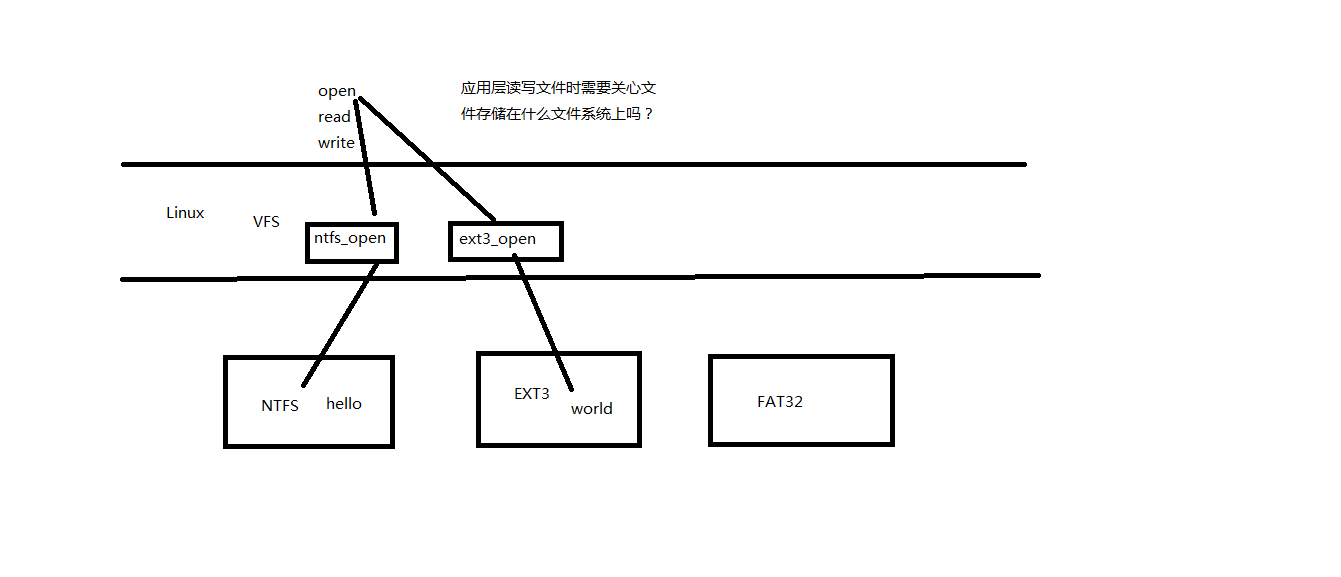 open
read
write
应用层读写文件时需要关心文
件存储在什么文件系统上吗？
Linux
VFS
ntfs_open
ext3_open
NTFS
hello
EXT3
world
FAT32